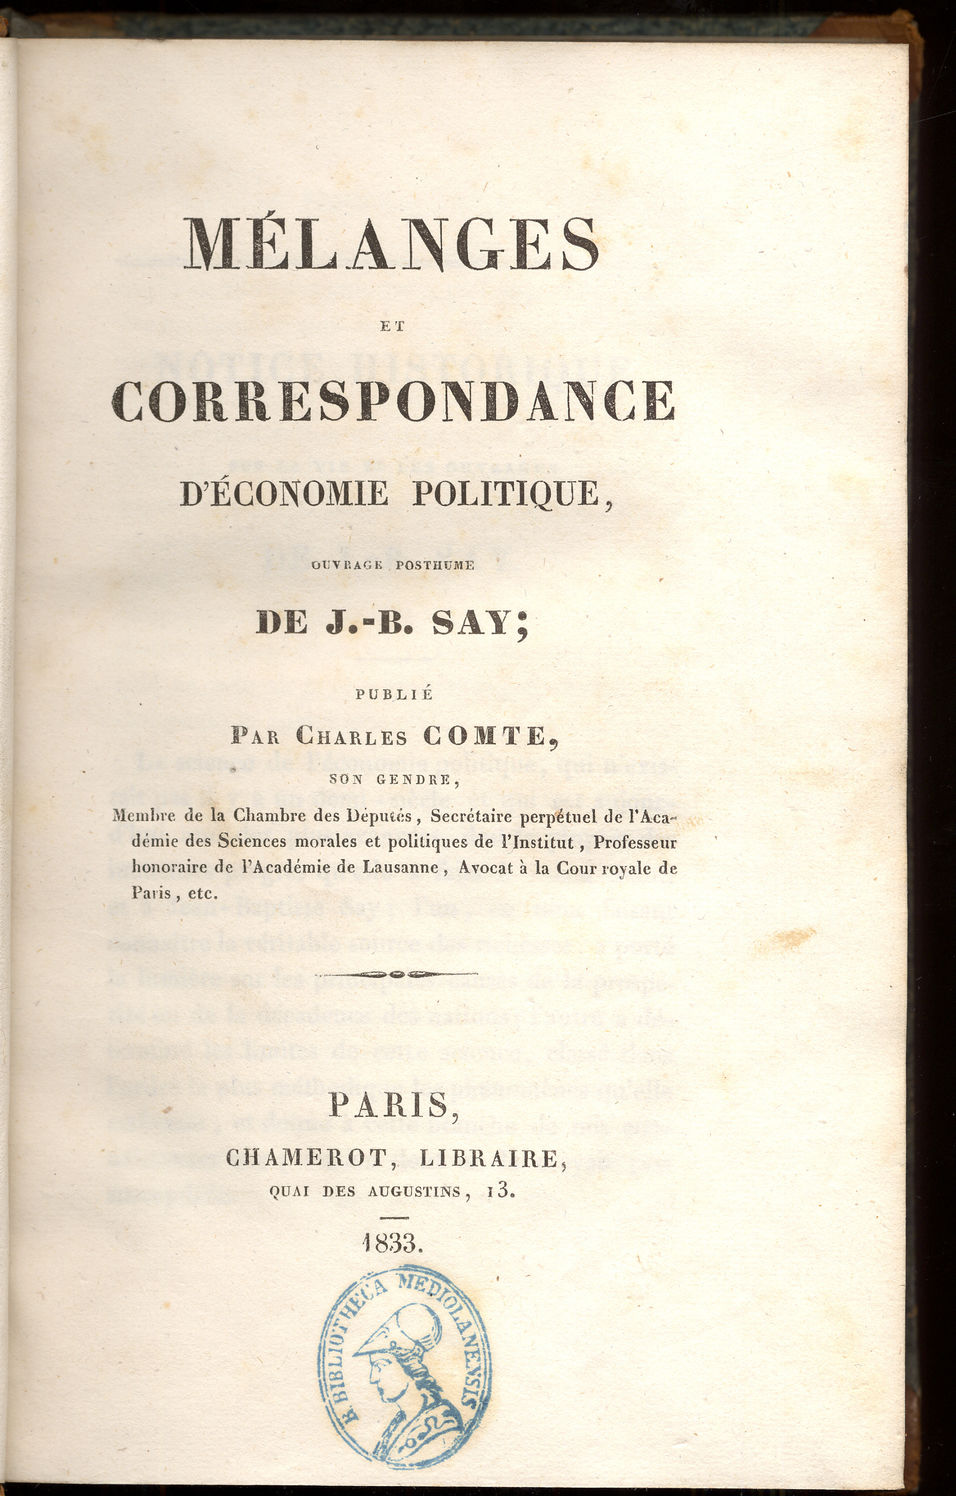 MÉLANGES
ET
CORRESPONDANCE
D'ÉCONOMIE POLITIQUE,
OUVRAGE POSTHUME
DE J.-B. SAY;
PUBLIÉ
PAR CHARLES COMTE,
SON GENDRE,
Membre de la Chambre des Députés, Secrétaire perpétuel de l'Aca-
démie des Sciences morales et politiques de l'Institut, Professeur
honoraire de l'Académie de Lausanne, Avocat à la Cour royale de
Paris, etc.
PARIS,
CHAMEROT, LIBRAIRE,
QUAI DES AUGUSTINS, 13.
1833.
R. BIBLIOTHECA MEDIOLANENSIS